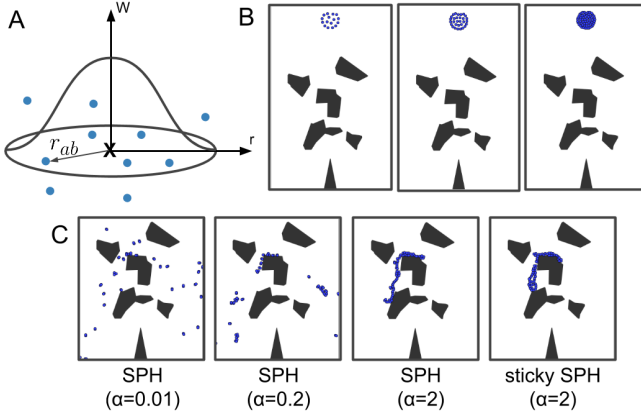 A
W
r
X
r_ab
B
C
SPH
(α=0.01)
SPH
(α=0.2)
SPH
(α=2)
sticky SPH
(α=2)